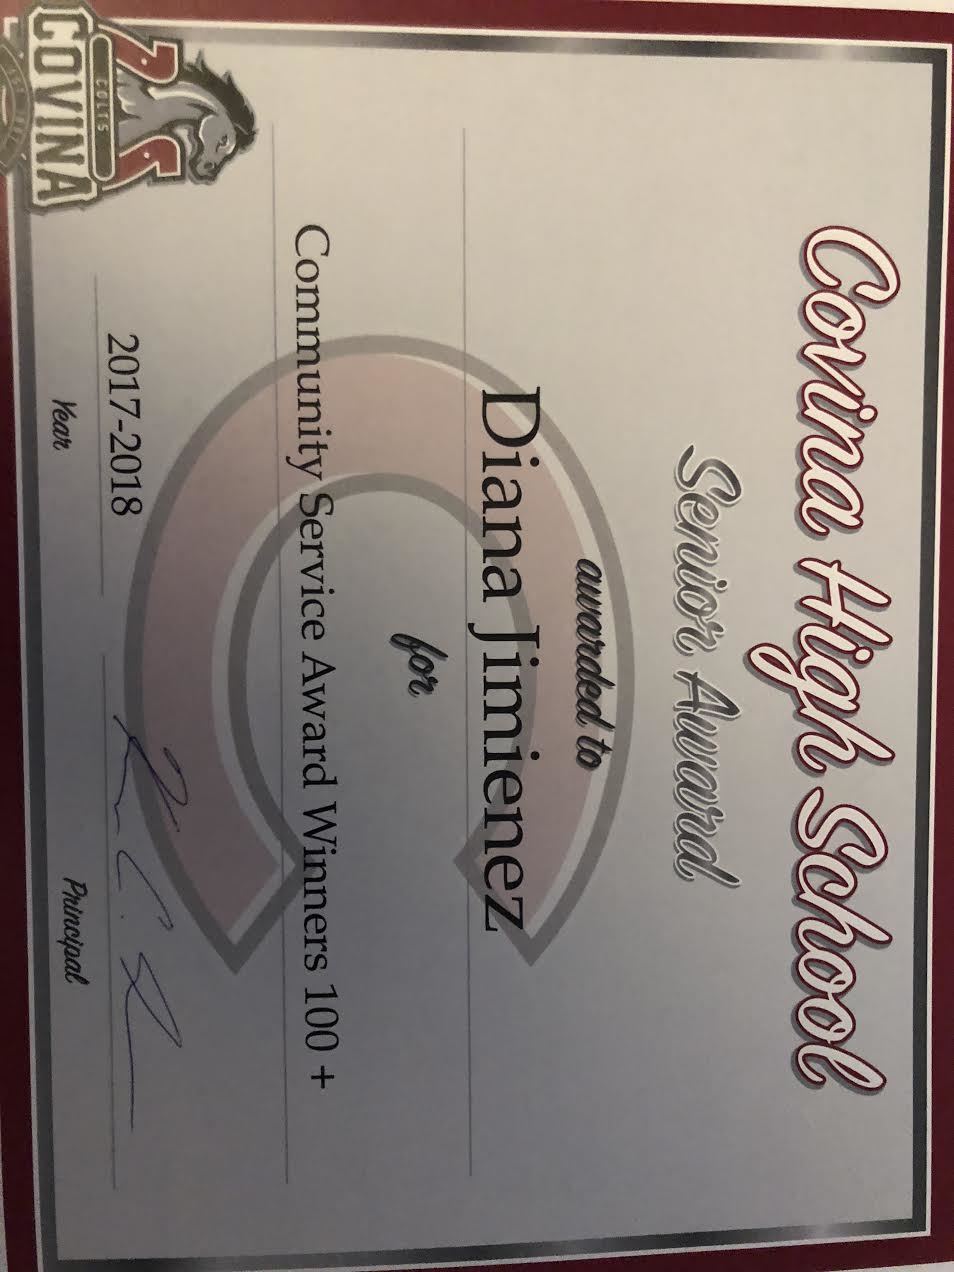 Covina High School
Senior Award
awarded to
Diana Jimienez
for
Community Service Award Winners 100 +
2017-2018
Year
Principal
COLTS
COVINA